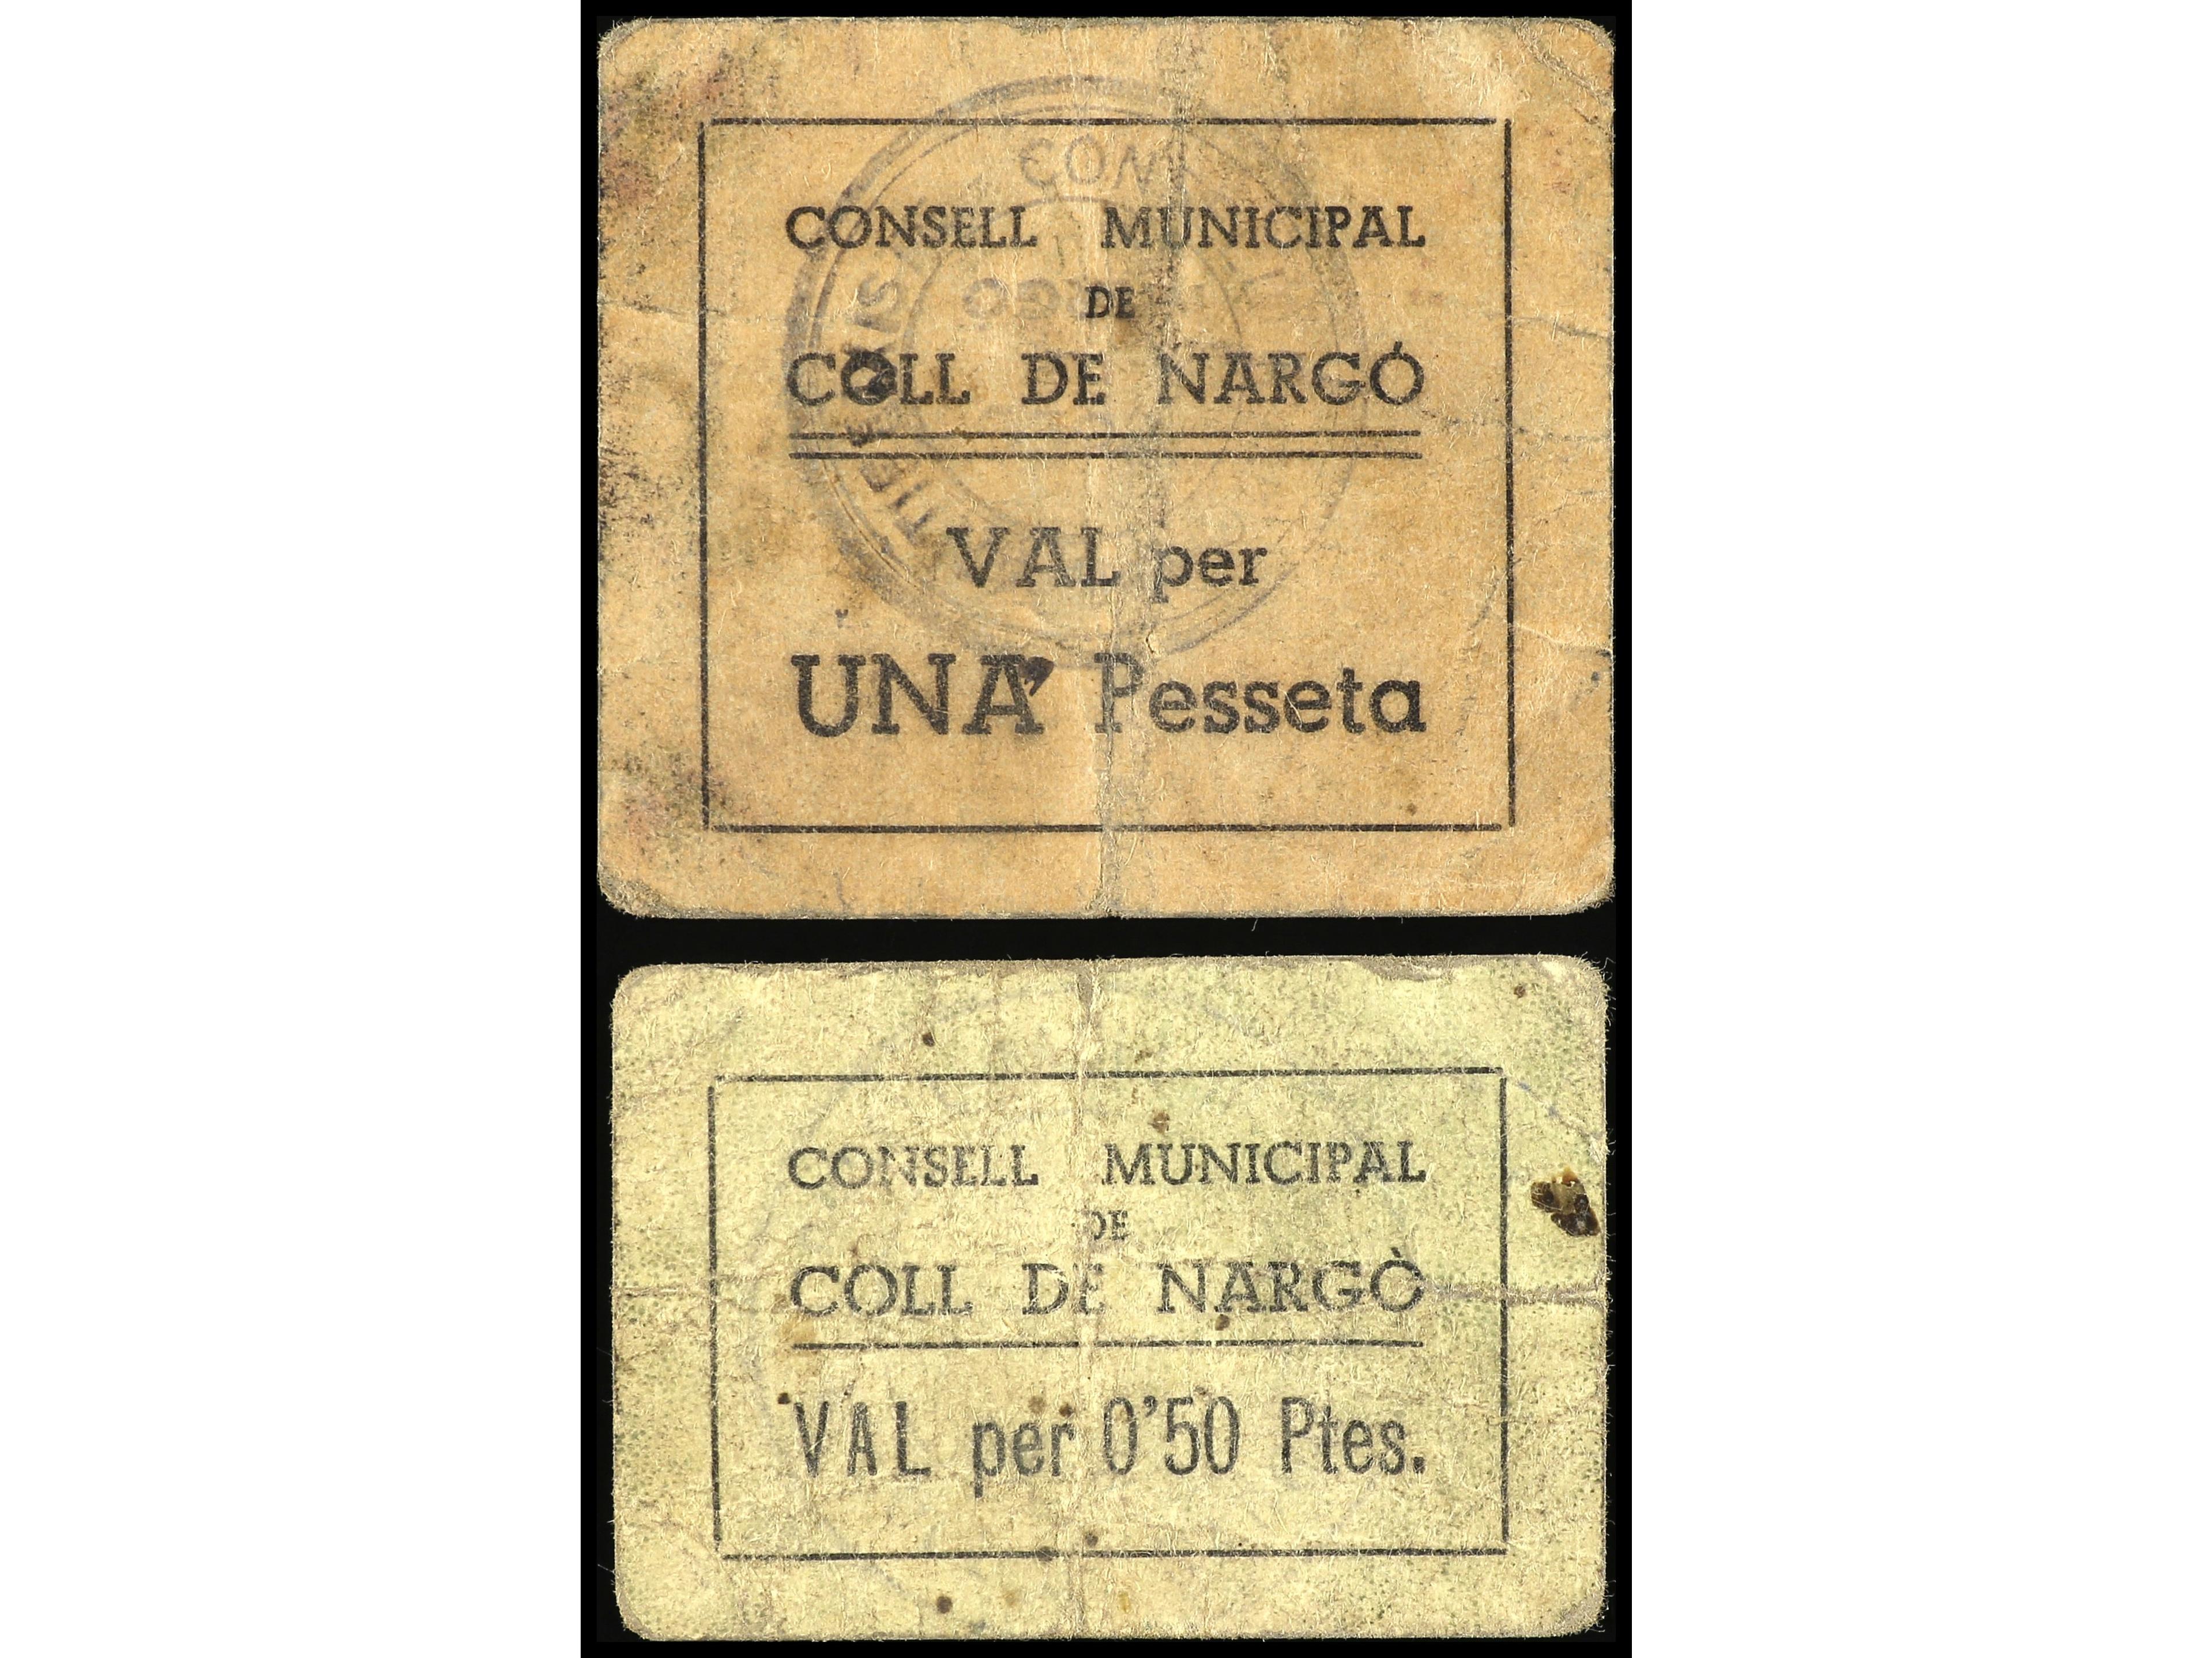 CONSELL MUNICIPAL
DE
COLL DE NARGÓ
VAL per
UNA Pesseta
CONSELL MUNICIPAL
DE
COLL DE NARGÒ
VAL per 0'50 Ptes.